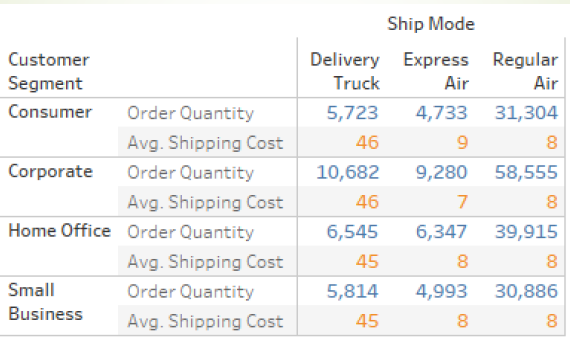 Ship Mode
Customer Segment Delivery Truck Express Air Regular Air
Consumer Order Quantity 5,723 4,733 31,304
Avg. Shipping Cost 46 9 8
Corporate Order Quantity 10,682 9,280 58,555
Avg. Shipping Cost 46 7 8
Home Office Order Quantity 6,545 6,347 39,915
Avg. Shipping Cost 45 8 8
Small Business Order Quantity 5,814 4,993 30,886
Avg. Shipping Cost 45 8 8